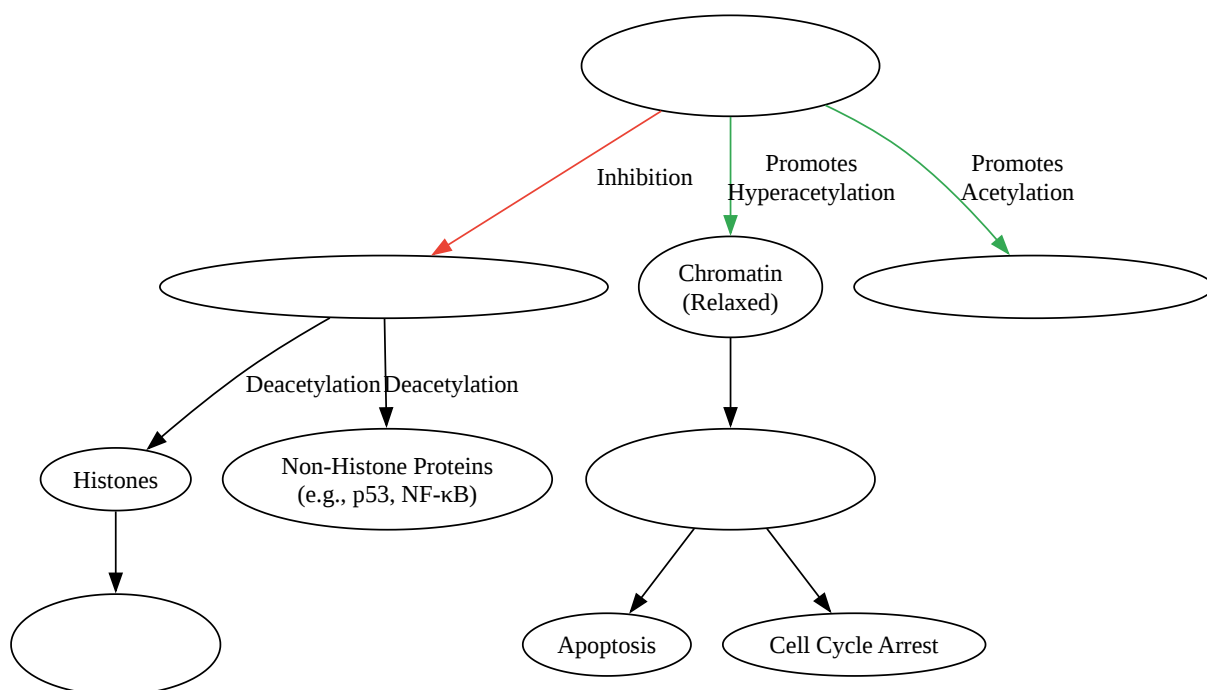 Inhibition
Promotes
Hyperacetylation
Promotes
Acetylation
Chromatin
(Relaxed)
Deacetylation
Deacetylation
Histones
Non-Histone Proteins
(e.g., p53, NF-κB)
Apoptosis
Cell Cycle Arrest